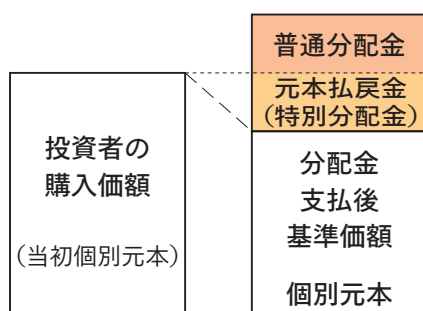 投資者の
購入価額
(当初個別元本)
普通分配金
元本払戻金
(特別分配金)
分配金
支払後
基準価額
個別元本